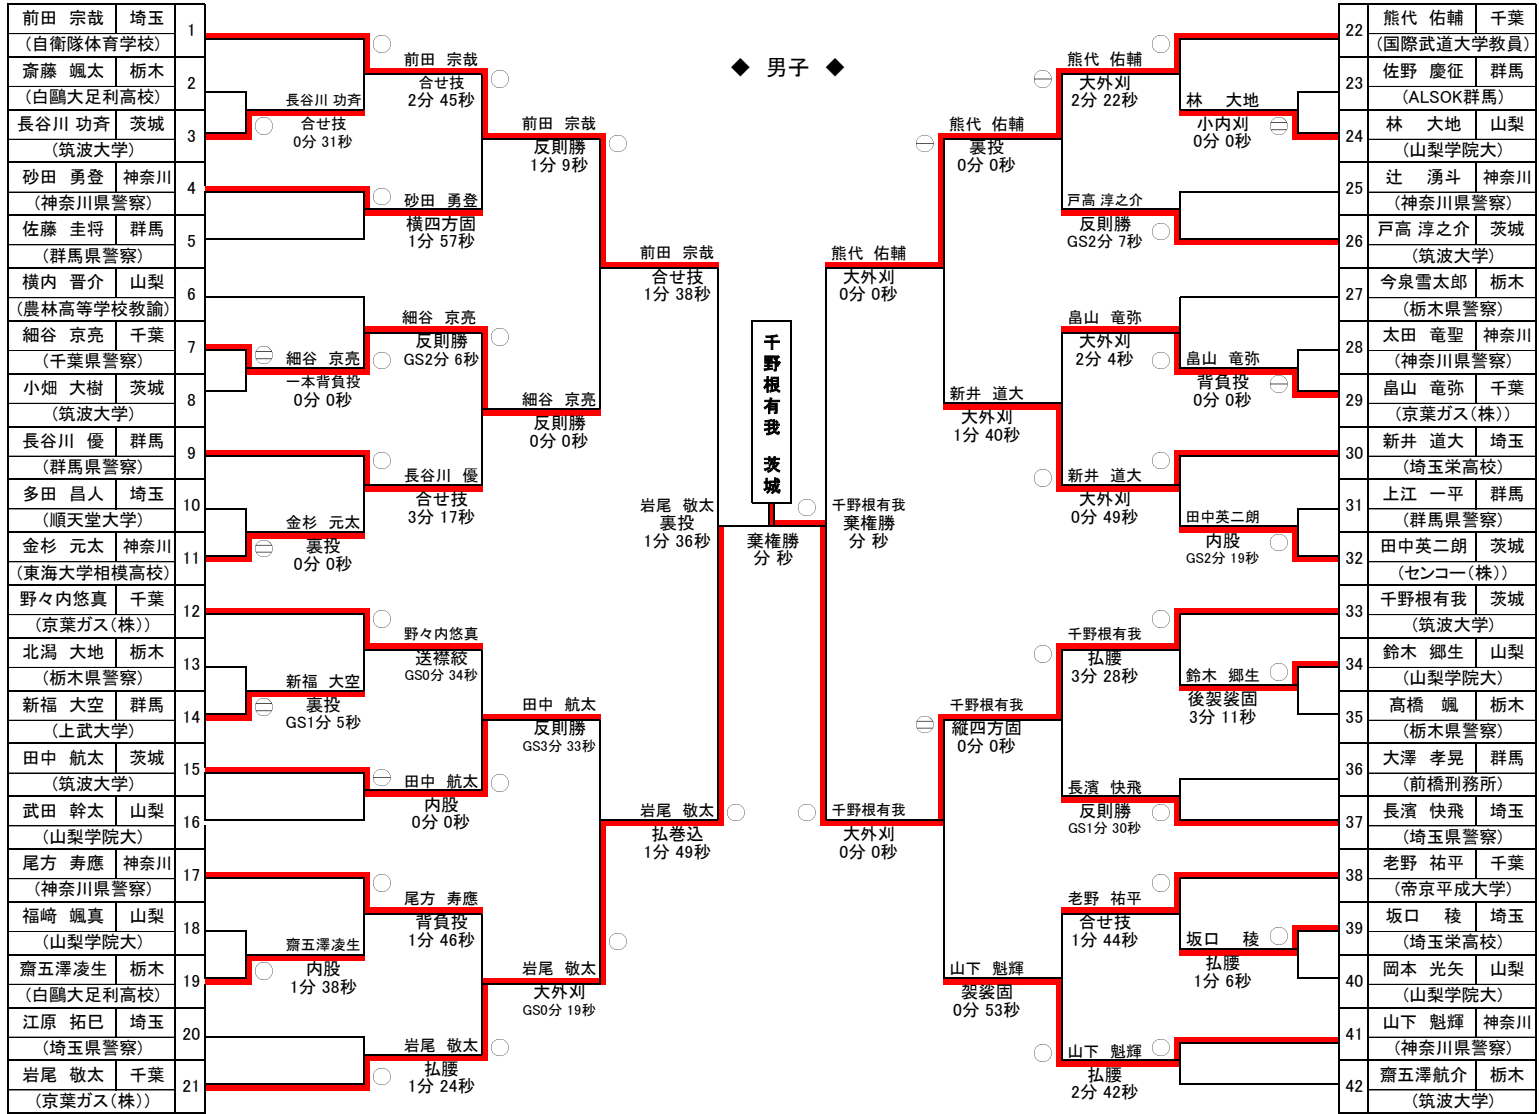 ◆ 男子 ◆
前田 宗哉 埼玉 1
(自衛隊体育学校)
斎藤 颯太 栃木 2
(白鷗大足利高校)
長谷川 功斉 茨城 3
(筑波大学)
砂田 勇登 神奈川 4
(神奈川県警察)
佐藤 圭将 群馬 5
(群馬県警察)
横内 晋介 山梨 6
(農林高等学校教諭)
細谷 京亮 千葉 7
(千葉県警察)
小畑 大樹 茨城 8
(筑波大学)
長谷川 優 群馬 9
(群馬県警察)
多田 昌人 埼玉 10
(順天堂大学)
金杉 元太 神奈川 11
(東海大学相模高校)
野々内悠真 千葉 12
(京葉ガス(株))
北潟 大地 栃木 13
(栃木県警察)
新福 大空 群馬 14
(上武大学)
田中 航太 茨城 15
(筑波大学)
武田 幹太 山梨 16
(山梨学院大)
尾方 寿應 神奈川 17
(神奈川県警察)
福﨑 颯真 山梨 18
(山梨学院大)
齋五澤凌生 栃木 19
(白鷗大足利高校)
江原 拓巳 埼玉 20
(埼玉県警察)
岩尾 敬太 千葉 21
(京葉ガス(株))
長谷川 功斉
合せ技
0分 31秒
細谷 京亮
一本背負投
0分 0秒
金杉 元太
裏投
0分 0秒
新福 大空
裏投
GS1分 5秒
齋五澤凌生
内股
1分 38秒
前田 宗哉
合せ技
2分 45秒
砂田 勇登
横四方固
1分 57秒
細谷 京亮
反則勝
GS2分 6秒
長谷川 優
合せ技
3分 17秒
野々内悠真
送襟絞
GS0分 34秒
田中 航太
内股
0分 0秒
尾方 寿應
背負投
1分 46秒
岩尾 敬太
払腰
1分 24秒
前田 宗哉
反則勝
1分 9秒
細谷 京亮
反則勝
0分 0秒
田中 航太
反則勝
GS3分 33秒
岩尾 敬太
大外刈
GS0分 19秒
前田 宗哉
合せ技
1分 38秒
岩尾 敬太
払巻込
1分 49秒
岩尾 敬太
裏投
1分 36秒
千野根有我 茨城
棄権勝
分 秒
千野根有我
棄権勝
分 秒
熊代 佑輔
大外刈
0分 0秒
千野根有我
大外刈
0分 0秒
熊代 佑輔
裏投
0分 0秒
新井 道大
大外刈
1分 40秒
千野根有我
縦四方固
0分 0秒
山下 魁輝
袈裟固
0分 53秒
熊代 佑輔
大外刈
2分 22秒
戸高 淳之介
反則勝
GS2分 7秒
畠山 竜弥
大外刈
2分 4秒
新井 道大
大外刈
0分 49秒
千野根有我
払腰
3分 28秒
長濱 快飛
反則勝
GS1分 30秒
老野 祐平
合せ技
1分 44秒
山下 魁輝
払腰
2分 42秒
林 大地
小内刈
0分 0秒
畠山 竜弥
背負投
0分 0秒
田中英二朗
内股
GS2分 19秒
鈴木 郷生
後袈裟固
3分 11秒
坂口 稜
払腰
1分 6秒
22 熊代 佑輔 千葉
(国際武道大学教員)
23 佐野 慶征 群馬
(ALSOK群馬)
24 林 大地 山梨
(山梨学院大)
25 辻 湧斗 神奈川
(神奈川県警察)
26 戸高 淳之介 茨城
(筑波大学)
27 今泉雪太郎 栃木
(栃木県警察)
28 太田 竜聖 神奈川
(神奈川県警察)
29 畠山 竜弥 千葉
(京葉ガス(株))
30 新井 道大 埼玉
(埼玉栄高校)
31 上江 一平 群馬
(群馬県警察)
32 田中英二朗 茨城
(センコー(株))
33 千野根有我 茨城
(筑波大学)
34 鈴木 郷生 山梨
(山梨学院大)
35 髙橋 颯 栃木
(栃木県警察)
36 大澤 孝晃 群馬
(前橋刑務所)
37 長濱 快飛 埼玉
(埼玉県警察)
38 老野 祐平 千葉
(帝京平成大学)
39 坂口 稜 埼玉
(埼玉栄高校)
40 岡本 光矢 山梨
(山梨学院大)
41 山下 魁輝 神奈川
(神奈川県警察)
42 齋五澤航介 栃木
(筑波大学)